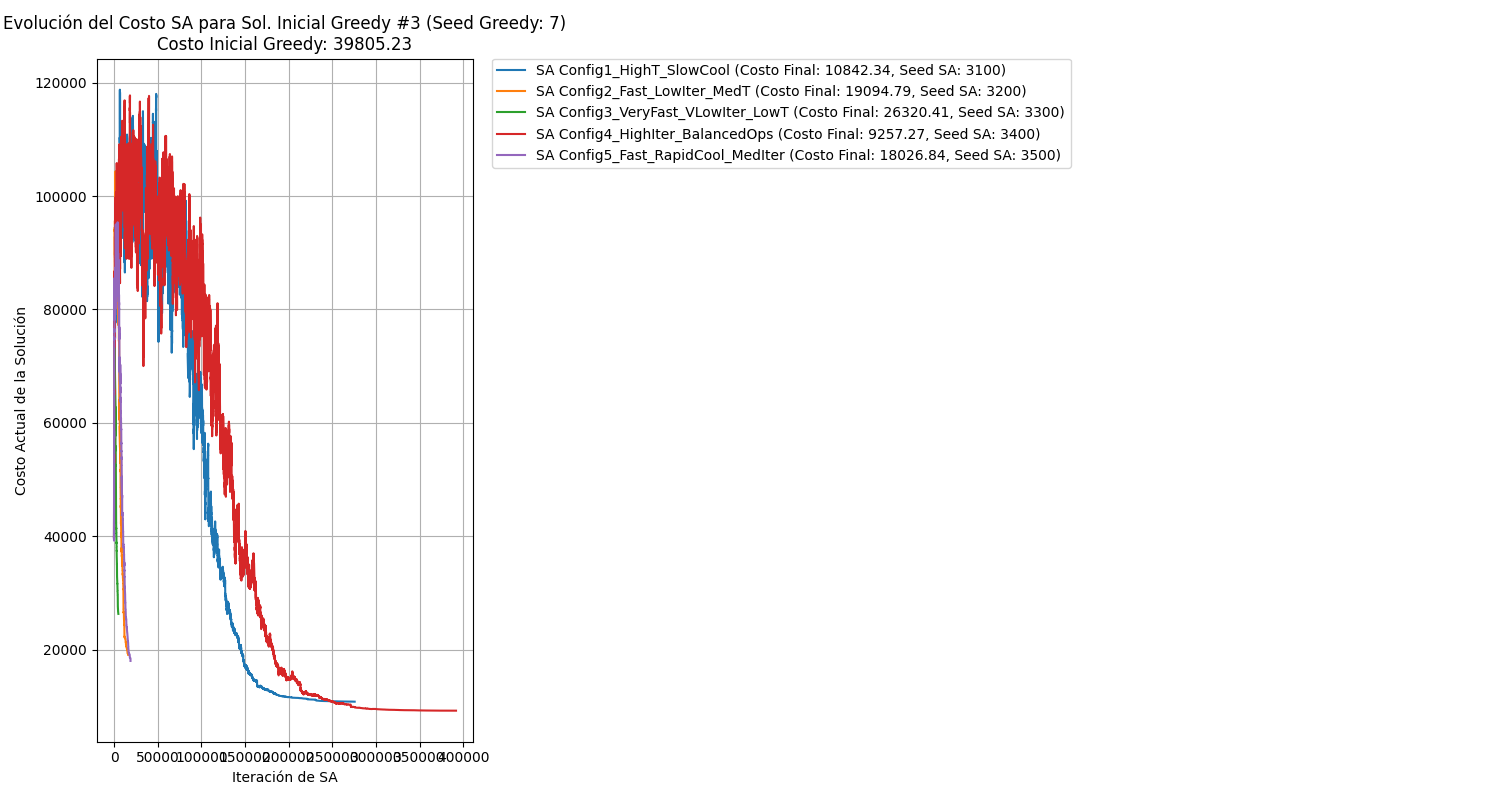 Evolución del Costo SA para Sol. Inicial Greedy #3 (Seed Greedy: 7)
Costo Inicial Greedy: 39805.23
SA Config1_HighT_SlowCool (Costo Final: 10842.34, Seed SA: 3100)
SA Config2_Fast_LowIter_MedT (Costo Final: 19094.79, Seed SA: 3200)
SA Config3_VeryFast_VLowIter_LowT (Costo Final: 26320.41, Seed SA: 3300)
SA Config4_HighIter_BalancedOps (Costo Final: 9257.27, Seed SA: 3400)
SA Config5_Fast_RapidCool_MedIter (Costo Final: 18026.84, Seed SA: 3500)
Costo Actual de la Solución
120000
100000
80000
60000
40000
20000
0 50000 100000 150000 200000 250000 300000 350000 400000
Iteración de SA